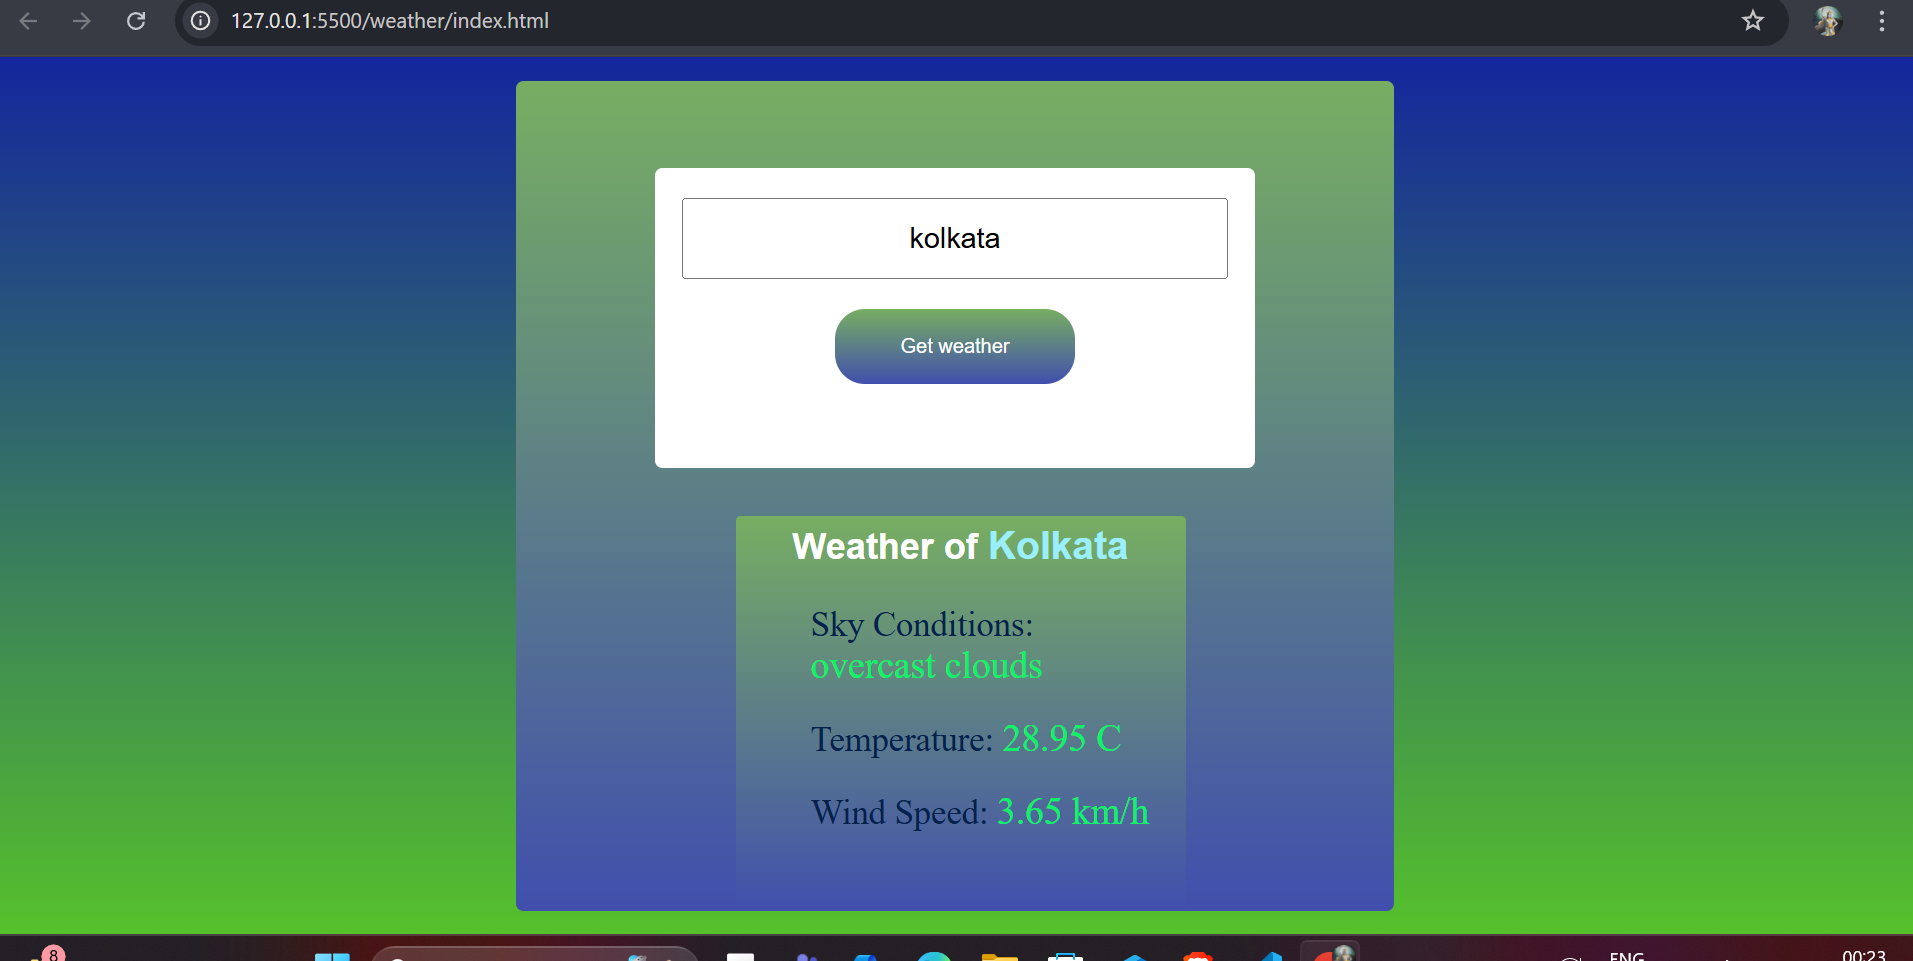 127.0.0.1:5500/weather/index.html
kolkata
Get weather
Weather of Kolkata
Sky Conditions:
overcast clouds
Temperature: 28.95 C
Wind Speed: 3.65 km/h
8
ENG
00:23